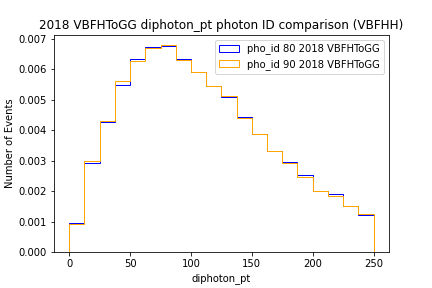 2018 VBFHToGG diphoton_pt photon ID comparison (VBFHH)
pho_id 80 2018 VBFHToGG
pho_id 90 2018 VBFHToGG
Number of Events
0.007
0.006
0.005
0.004
0.003
0.002
0.001
0.000
0 50 100 150 200 250
diphoton_pt